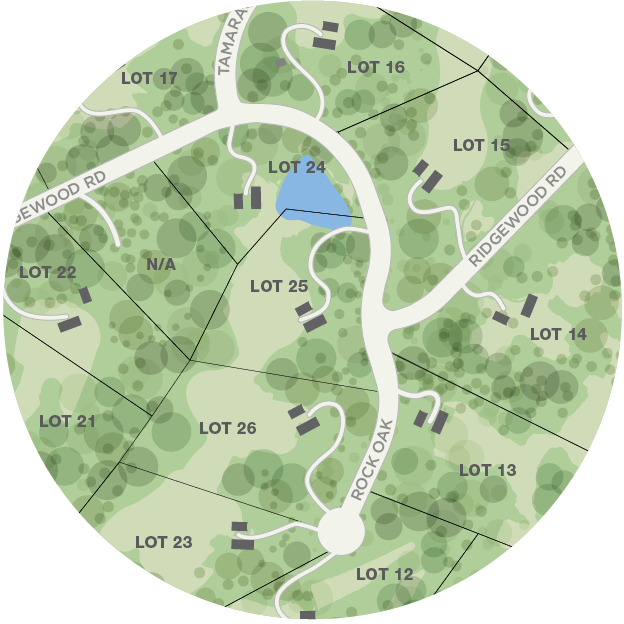 TAMARA
LOT 17
LOT 16
LOT 15
LOT 24
GEWOOD RD
RIDGEWOOD RD
N/A
LOT 22
LOT 25
LOT 14
LOT 21
LOT 26
ROCK OAK
LOT 13
LOT 23
LOT 12